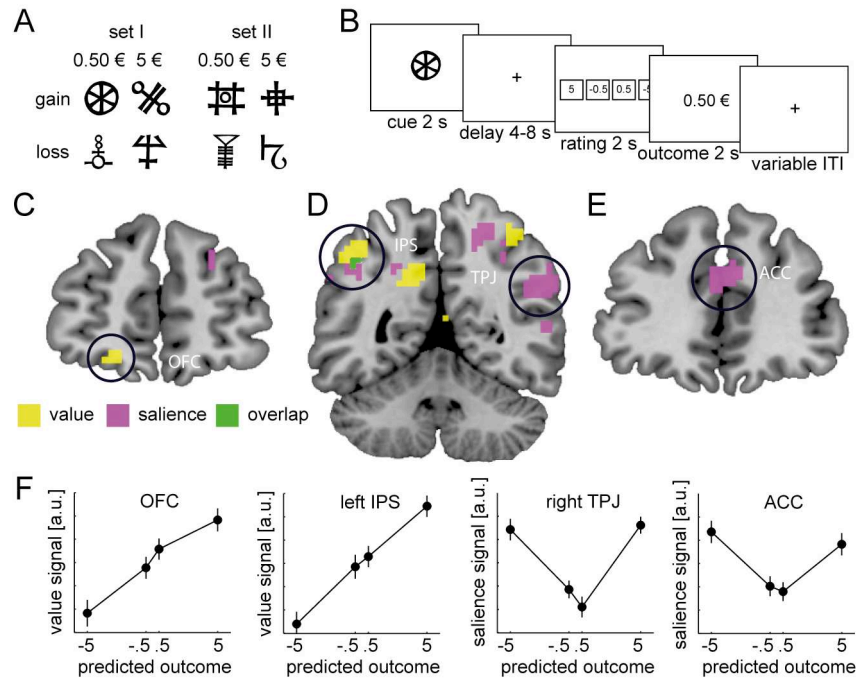 A
set I
set II
0.50 € 5 €
0.50 € 5 €
gain
loss
B
+
5 -0.5 0.5 -5
0.50 €
+
cue 2 s
delay 4-8 s
rating 2 s
outcome 2 s
variable ITI
C
OFC
D
IPS
TPJ
E
ACC
value
salience
overlap
F
OFC
value signal [a.u.]
-5 -.5 .5 5
predicted outcome
left IPS
value signal [a.u.]
-5 -.5 .5 5
predicted outcome
right TPJ
salience signal [a.u.]
-5 -.5 .5 5
predicted outcome
ACC
salience signal [a.u.]
-5 -.5 .5 5
predicted outcome